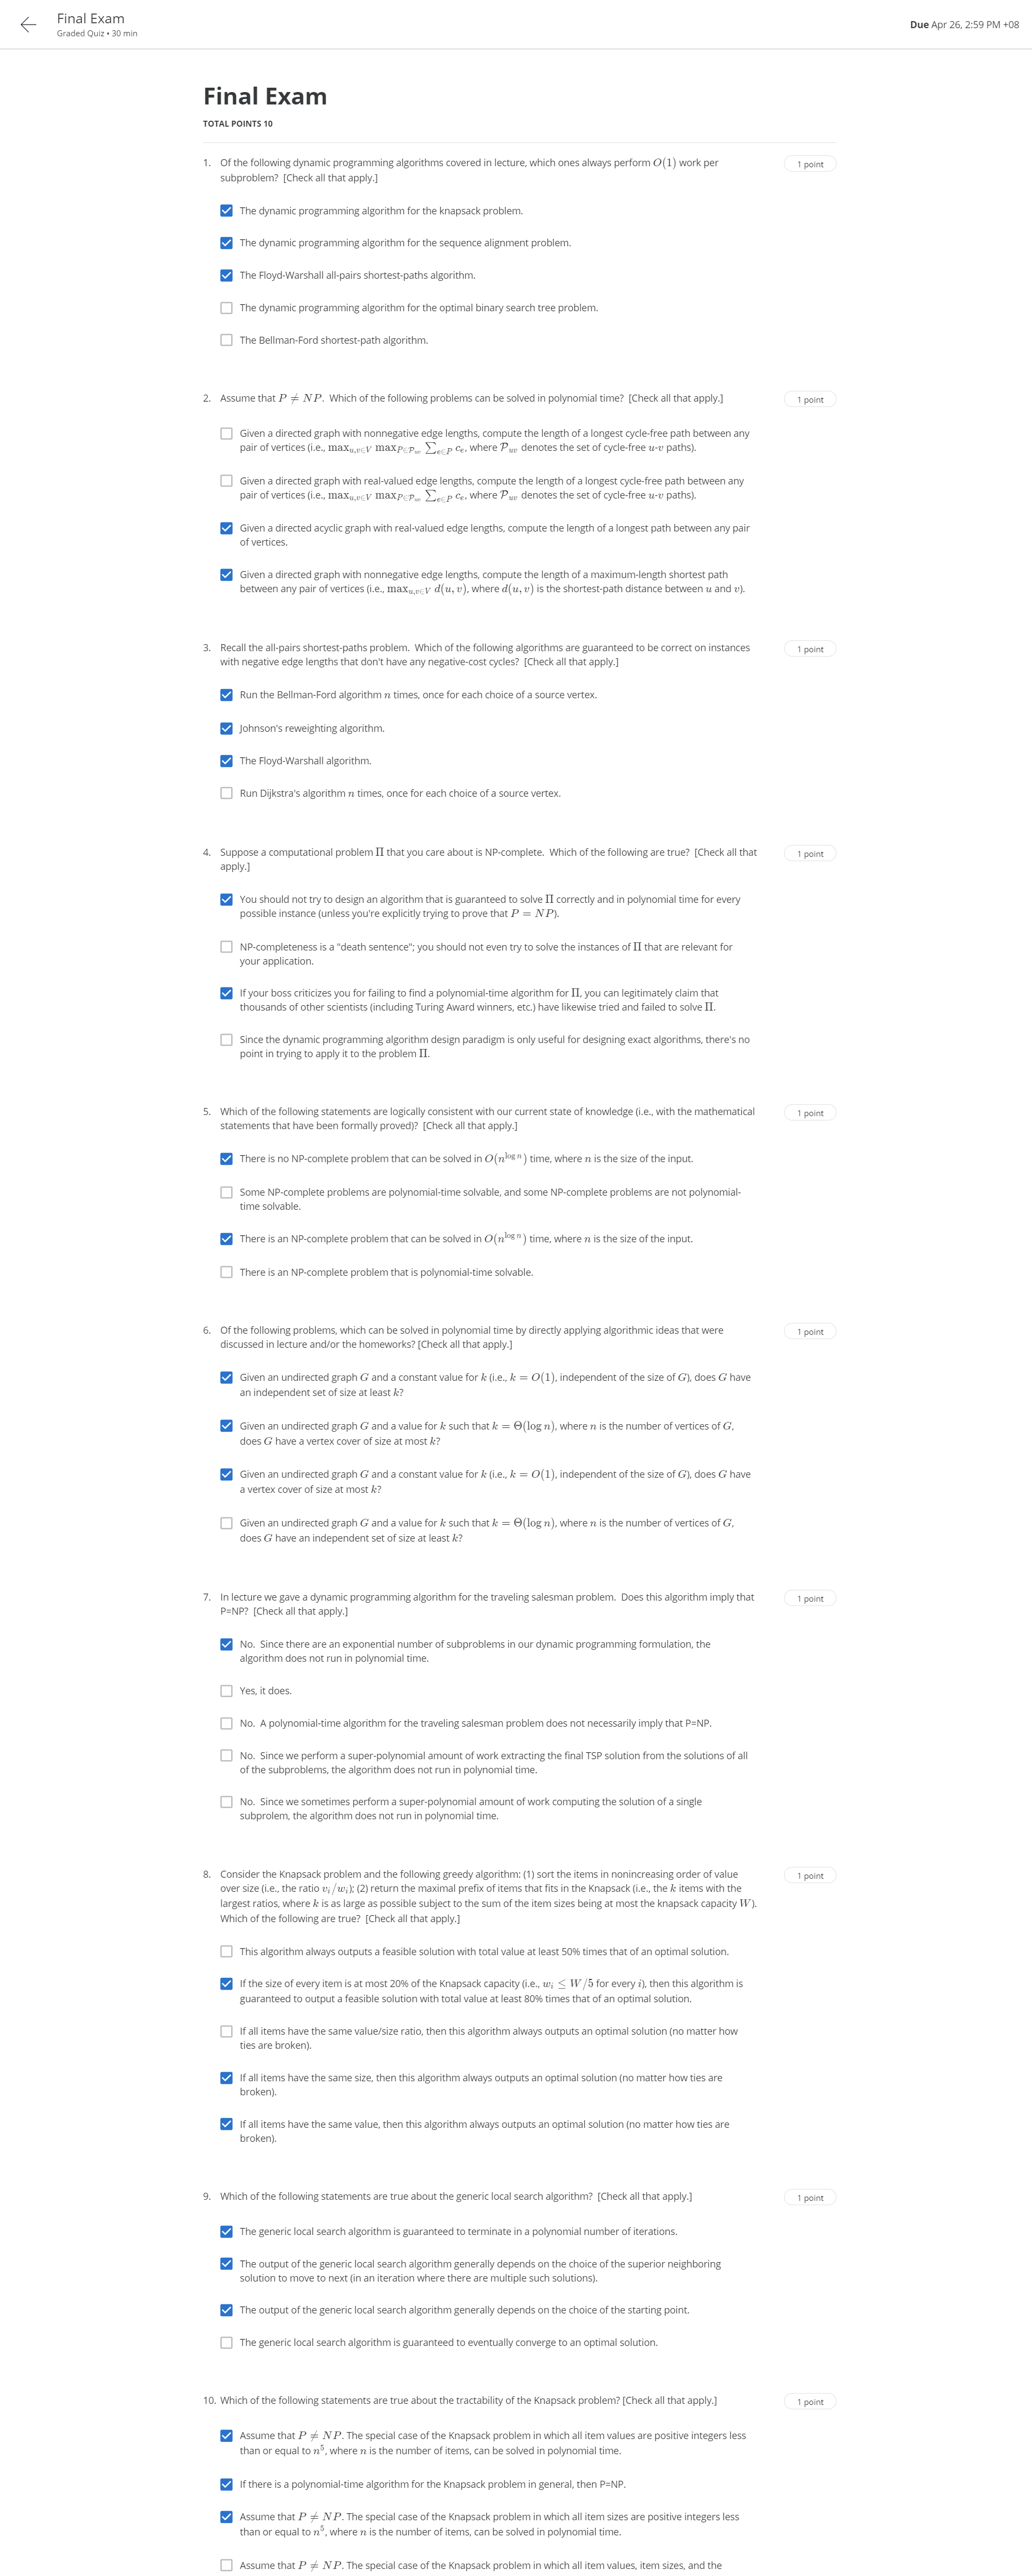 Final Exam
Graded Quiz • 30 min
Due Apr 26, 2:59 PM +08
Final Exam
TOTAL POINTS 10
1. Of the following dynamic programming algorithms covered in lecture, which ones always perform O(1) work per
subproblem? [Check all that apply.]
1 point
The dynamic programming algorithm for the knapsack problem.
The dynamic programming algorithm for the sequence alignment problem.
The Floyd-Warshall all-pairs shortest-paths algorithm.
The dynamic programming algorithm for the optimal binary search tree problem.
The Bellman-Ford shortest-path algorithm.
2. Assume that P ≠ NP. Which of the following problems can be solved in polynomial time? [Check all that apply.]
1 point
Given a directed graph with nonnegative edge lengths, compute the length of a longest cycle-free path between any
pair of vertices (i.e., max_{u,v∈V} max_{P∈𝒫_{uv}} ∑_{e∈P} c_e, where 𝒫_{uv} denotes the set of cycle-free u-v paths).
Given a directed graph with real-valued edge lengths, compute the length of a longest cycle-free path between any
pair of vertices (i.e., max_{u,v∈V} max_{P∈𝒫_{uv}} ∑_{e∈P} c_e, where 𝒫_{uv} denotes the set of cycle-free u-v paths).
Given a directed acyclic graph with real-valued edge lengths, compute the length of a longest path between any pair
of vertices.
Given a directed graph with nonnegative edge lengths, compute the length of a maximum-length shortest path
between any pair of vertices (i.e., max_{u,v∈V} d(u, v), where d(u, v) is the shortest-path distance between u and v).
3. Recall the all-pairs shortest-paths problem. Which of the following algorithms are guaranteed to be correct on instances
with negative edge lengths that don't have any negative-cost cycles? [Check all that apply.]
1 point
Run the Bellman-Ford algorithm n times, once for each choice of a source vertex.
Johnson's reweighting algorithm.
The Floyd-Warshall algorithm.
Run Dijkstra's algorithm n times, once for each choice of a source vertex.
4. Suppose a computational problem Π that you care about is NP-complete. Which of the following are true? [Check all that
apply.]
1 point
You should not try to design an algorithm that is guaranteed to solve Π correctly and in polynomial time for every
possible instance (unless you're explicitly trying to prove that P = NP).
NP-completeness is a "death sentence"; you should not even try to solve the instances of Π that are relevant for
your application.
If your boss criticizes you for failing to find a polynomial-time algorithm for Π, you can legitimately claim that
thousands of other scientists (including Turing Award winners, etc.) have likewise tried and failed to solve Π.
Since the dynamic programming algorithm design paradigm is only useful for designing exact algorithms, there's no
point in trying to apply it to the problem Π.
5. Which of the following statements are logically consistent with our current state of knowledge (i.e., with the mathematical
statements that have been formally proved)? [Check all that apply.]
1 point
There is no NP-complete problem that can be solved in O(n^{log n}) time, where n is the size of the input.
Some NP-complete problems are polynomial-time solvable, and some NP-complete problems are not polynomial-
time solvable.
There is an NP-complete problem that can be solved in O(n^{log n}) time, where n is the size of the input.
There is an NP-complete problem that is polynomial-time solvable.
6. Of the following problems, which can be solved in polynomial time by directly applying algorithmic ideas that were
discussed in lecture and/or the homeworks? [Check all that apply.]
1 point
Given an undirected graph G and a constant value for k (i.e., k = O(1), independent of the size of G), does G have
an independent set of size at least k?
Given an undirected graph G and a value for k such that k = Θ(log n), where n is the number of vertices of G,
does G have a vertex cover of size at most k?
Given an undirected graph G and a constant value for k (i.e., k = O(1), independent of the size of G), does G have
a vertex cover of size at most k?
Given an undirected graph G and a value for k such that k = Θ(log n), where n is the number of vertices of G,
does G have an independent set of size at least k?
7. In lecture we gave a dynamic programming algorithm for the traveling salesman problem. Does this algorithm imply that
P=NP? [Check all that apply.]
1 point
No. Since there are an exponential number of subproblems in our dynamic programming formulation, the
algorithm does not run in polynomial time.
Yes, it does.
No. A polynomial-time algorithm for the traveling salesman problem does not necessarily imply that P=NP.
No. Since we perform a super-polynomial amount of work extracting the final TSP solution from the solutions of all
of the subproblems, the algorithm does not run in polynomial time.
No. Since we sometimes perform a super-polynomial amount of work computing the solution of a single
subprolem, the algorithm does not run in polynomial time.
8. Consider the Knapsack problem and the following greedy algorithm: (1) sort the items in nonincreasing order of value
over size (i.e., the ratio v_i/w_i); (2) return the maximal prefix of items that fits in the Knapsack (i.e., the k items with the
largest ratios, where k is as large as possible subject to the sum of the item sizes being at most the knapsack capacity W).
Which of the following are true? [Check all that apply.]
1 point
This algorithm always outputs a feasible solution with total value at least 50% times that of an optimal solution.
If the size of every item is at most 20% of the Knapsack capacity (i.e., w_i ≤ W/5 for every i), then this algorithm is
guaranteed to output a feasible solution with total value at least 80% times that of an optimal solution.
If all items have the same value/size ratio, then this algorithm always outputs an optimal solution (no matter how
ties are broken).
If all items have the same size, then this algorithm always outputs an optimal solution (no matter how ties are
broken).
If all items have the same value, then this algorithm always outputs an optimal solution (no matter how ties are
broken).
9. Which of the following statements are true about the generic local search algorithm? [Check all that apply.]
1 point
The generic local search algorithm is guaranteed to terminate in a polynomial number of iterations.
The output of the generic local search algorithm generally depends on the choice of the superior neighboring
solution to move to next (in an iteration where there are multiple such solutions).
The output of the generic local search algorithm generally depends on the choice of the starting point.
The generic local search algorithm is guaranteed to eventually converge to an optimal solution.
10. Which of the following statements are true about the tractability of the Knapsack problem? [Check all that apply.]
1 point
Assume that P ≠ NP. The special case of the Knapsack problem in which all item values are positive integers less
than or equal to n^5, where n is the number of items, can be solved in polynomial time.
If there is a polynomial-time algorithm for the Knapsack problem in general, then P=NP.
Assume that P ≠ NP. The special case of the Knapsack problem in which all item sizes are positive integers less
than or equal to n^5, where n is the number of items, can be solved in polynomial time.
Assume that P ≠ NP. The special case of the Knapsack problem in which all item values, item sizes, and the